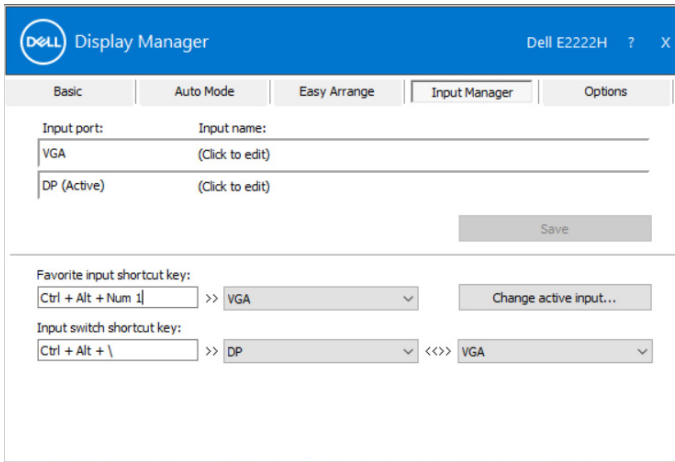 DELL Display Manager Dell E2222H ? X
Basic Auto Mode Easy Arrange Input Manager Options
Input port: Input name:
VGA (Click to edit)
DP (Active) (Click to edit)
Save
Favorite input shortcut key:
Ctrl + Alt + Num 1 >> VGA Change active input...
Input switch shortcut key:
Ctrl + Alt + \ >> DP <<>> VGA